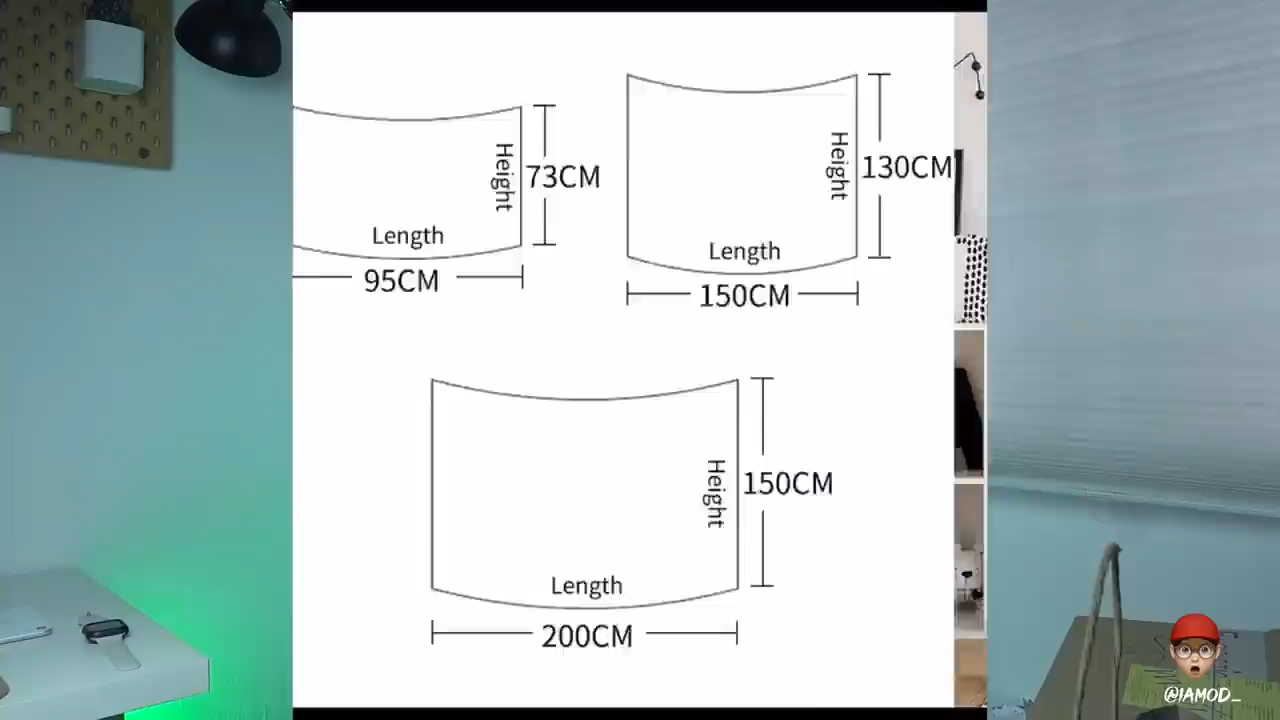 Height
73CM
Length
95CM
Height
130CM
Length
150CM
Height
150CM
Length
200CM
@IAMOD_